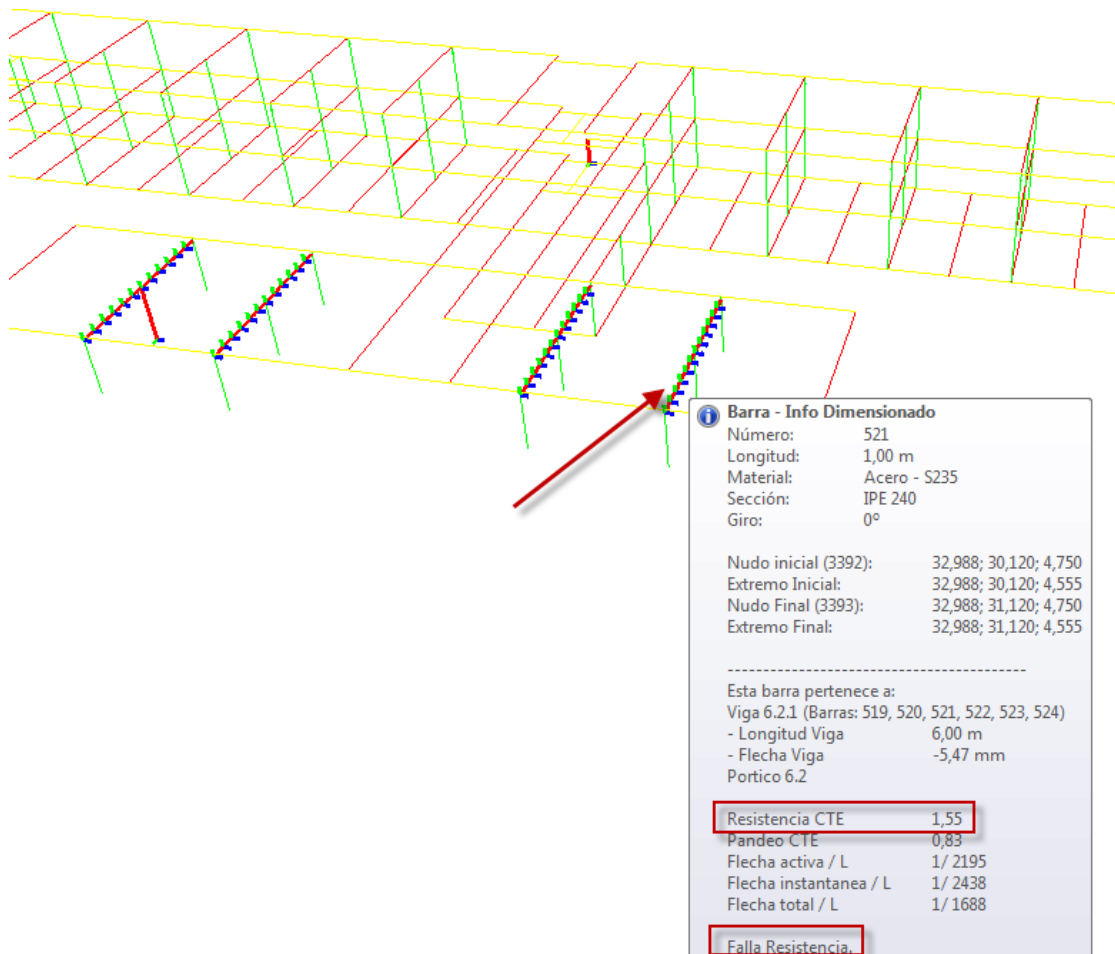 Barra - Info Dimensionado
Número: 521
Longitud: 1,00 m
Material: Acero - S235
Sección: IPE 240
Giro: 0º
Nudo inicial (3392): 32,988; 30,120; 4,750
Extremo Inicial: 32,988; 30,120; 4,555
Nudo Final (3393): 32,988; 31,120; 4,750
Extremo Final: 32,988; 31,120; 4,555
------------------------------------------
Esta barra pertenece a:
Viga 6.2.1 (Barras: 519, 520, 521, 522, 523, 524)
- Longitud Viga 6,00 m
- Flecha Viga -5,47 mm
Portico 6.2
Resistencia CTE 1,55
Pandeo CTE 0,83
Flecha activa / L 1/ 2195
Flecha instantanea / L 1/ 2438
Flecha total / L 1/ 1688
Falla Resistencia.